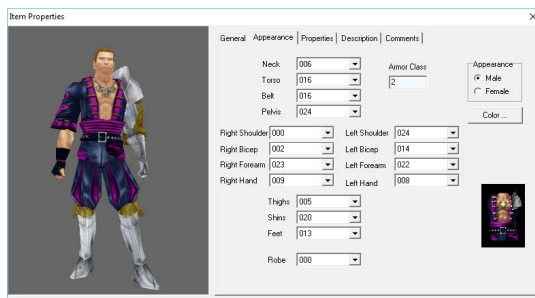 Item Properties
General Appearance Properties Description Comments
Neck 006
Armor Class
Appearance
Torso 016
2
Male
Belt 016
Female
Pelvis 024
Color ...
Right Shoulder 000 Left Shoulder 024
Right Bicep 002 Left Bicep 014
Right Forearm 023 Left Forearm 022
Right Hand 009 Left Hand 008
Thighs 005
Shins 020
Feet 013
Robe 000